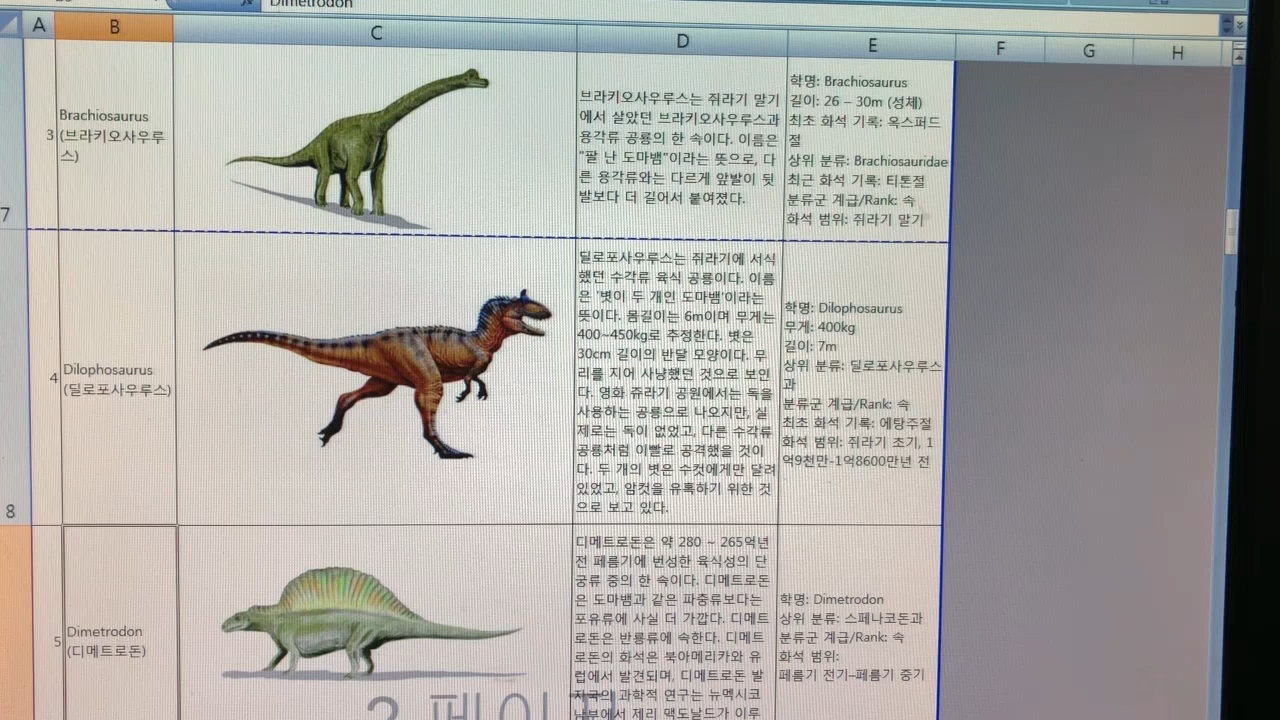 Dimetrodon
A
B
C
D
E
F
G
H
7
3
Brachiosaurus
(브라키오사우루
스)
브라키오사우루스는 쥐라기 말기
에서 살았던 브라키오사우루스과
용각류 공룡의 한 속이다. 이름은
"팔 난 도마뱀"이라는 뜻으로, 다
른 용각류와는 다르게 앞발이 뒷
발보다 더 길어서 붙여졌다.
학명: Brachiosaurus
길이: 26 – 30m (성체)
최초 화석 기록: 옥스퍼드
절
상위 분류: Brachiosauridae
최근 화석 기록: 티톤절
분류군 계급/Rank: 속
화석 범위: 쥐라기 말기
8
4
Dilophosaurus
(딜로포사우루스)
딜로포사우루스는 쥐라기에 서식
했던 수각류 육식 공룡이다. 이름
은 '볏이 두 개인 도마뱀'이라는
뜻이다. 몸길이는 6m이며 무게는
400~450kg로 추정한다. 볏은
30cm 길이의 반달 모양이다. 무
리를 지어 사냥했던 것으로 보인
다. 영화 쥬라기 공원에서는 독을
사용하는 공룡으로 나오지만, 실
제로는 독이 없었고, 다른 수각류
공룡처럼 이빨로 공격했을 것이
다. 두 개의 볏은 수컷에게만 달려
있었고, 암컷을 유혹하기 위한 것
으로 보고 있다.
학명: Dilophosaurus
무게: 400kg
길이: 7m
상위 분류: 딜로포사우루스
과
분류군 계급/Rank: 속
최초 화석 기록: 에탕주절
화석 범위: 쥐라기 초기, 1
억9천만-1억8600만년 전
5
Dimetrodon
(디메트로돈)
디메트로돈은 약 280 ~ 265억년
전 페름기에 번성한 육식성의 단
궁류 중의 한 속이다. 디메트로돈
은 도마뱀과 같은 파충류보다는
포유류에 사실 더 가깝다. 디메트
로돈은 반룡류에 속한다. 디메트
로돈의 화석은 북아메리카와 유
럽에서 발견되며, 디메트로돈 발
자국의 과학적 연구는 뉴멕시코
남부에서 제리 맥도날드가 이루
학명: Dimetrodon
상위 분류: 스페나코돈과
분류군 계급/Rank: 속
화석 범위:
페름기 전기–페름기 중기
2 페이지